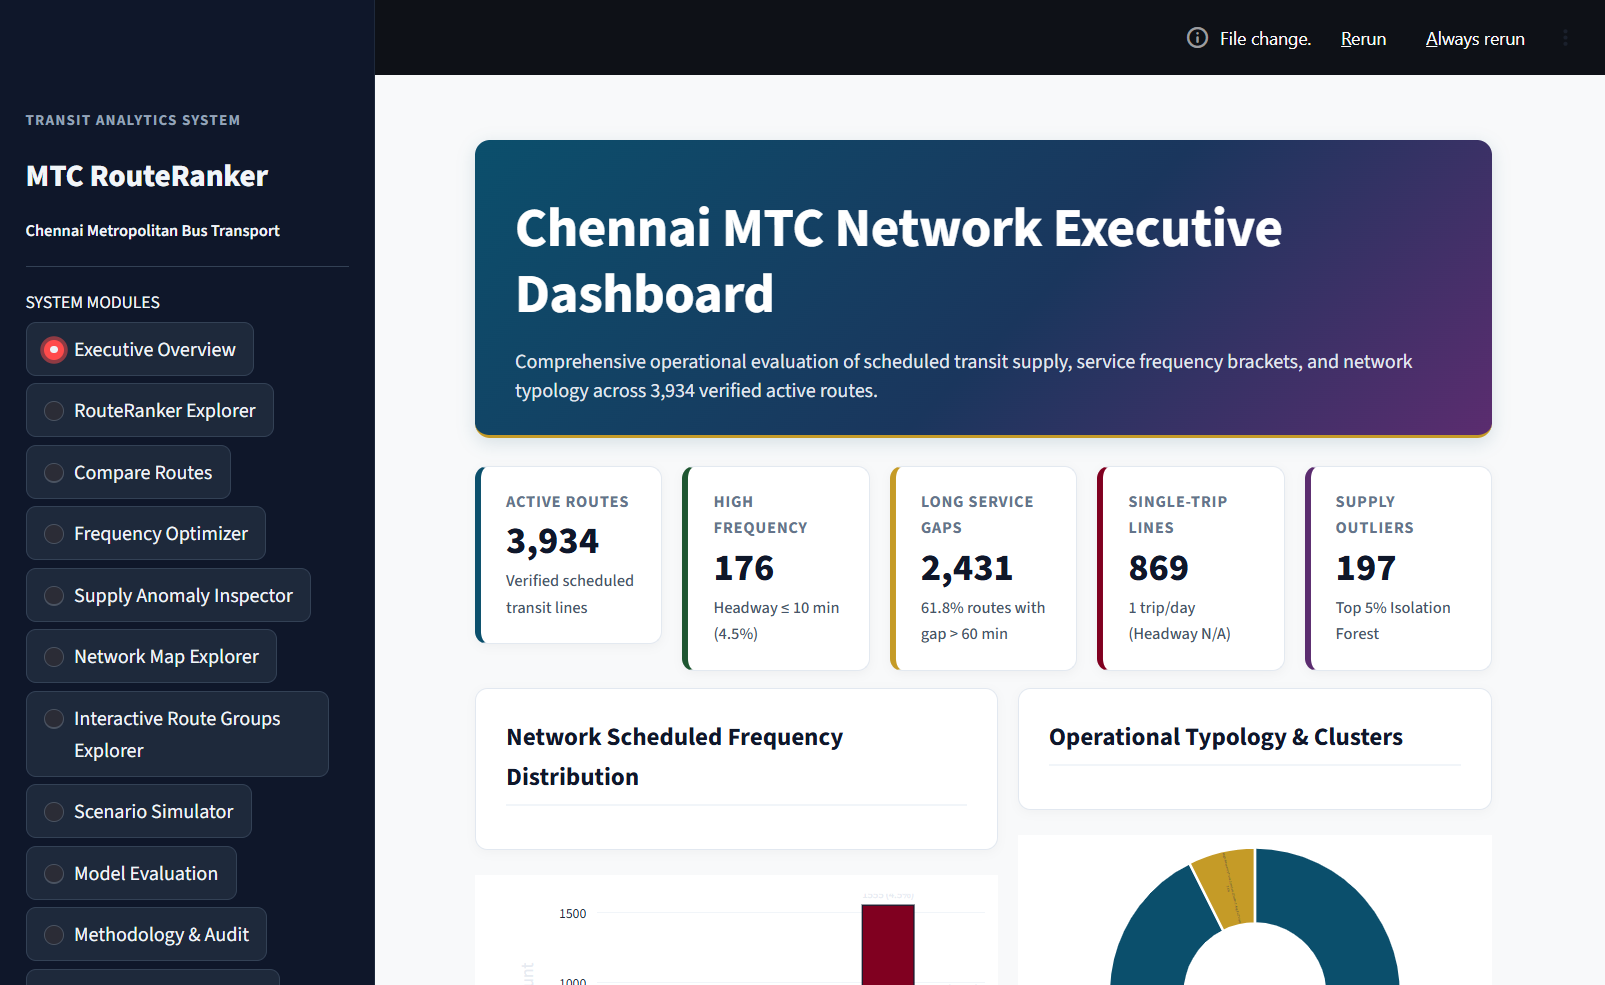 File change.
Rerun
Always rerun
TRANSIT ANALYTICS SYSTEM
MTC RouteRanker
Chennai Metropolitan Bus Transport
SYSTEM MODULES
Executive Overview
RouteRanker Explorer
Compare Routes
Frequency Optimizer
Supply Anomaly Inspector
Network Map Explorer
Interactive Route Groups
Explorer
Scenario Simulator
Model Evaluation
Methodology & Audit
Chennai MTC Network Executive
Dashboard
Comprehensive operational evaluation of scheduled transit supply, service frequency brackets, and network
typology across 3,934 verified active routes.
ACTIVE ROUTES
3,934
Verified scheduled
transit lines
HIGH
FREQUENCY
176
Headway ≤ 10 min
(4.5%)
LONG SERVICE
GAPS
2,431
61.8% routes with
gap > 60 min
SINGLE-TRIP
LINES
869
1 trip/day
(Headway N/A)
SUPPLY
OUTLIERS
197
Top 5% Isolation
Forest
Network Scheduled Frequency
Distribution
Operational Typology & Clusters
1500
1000